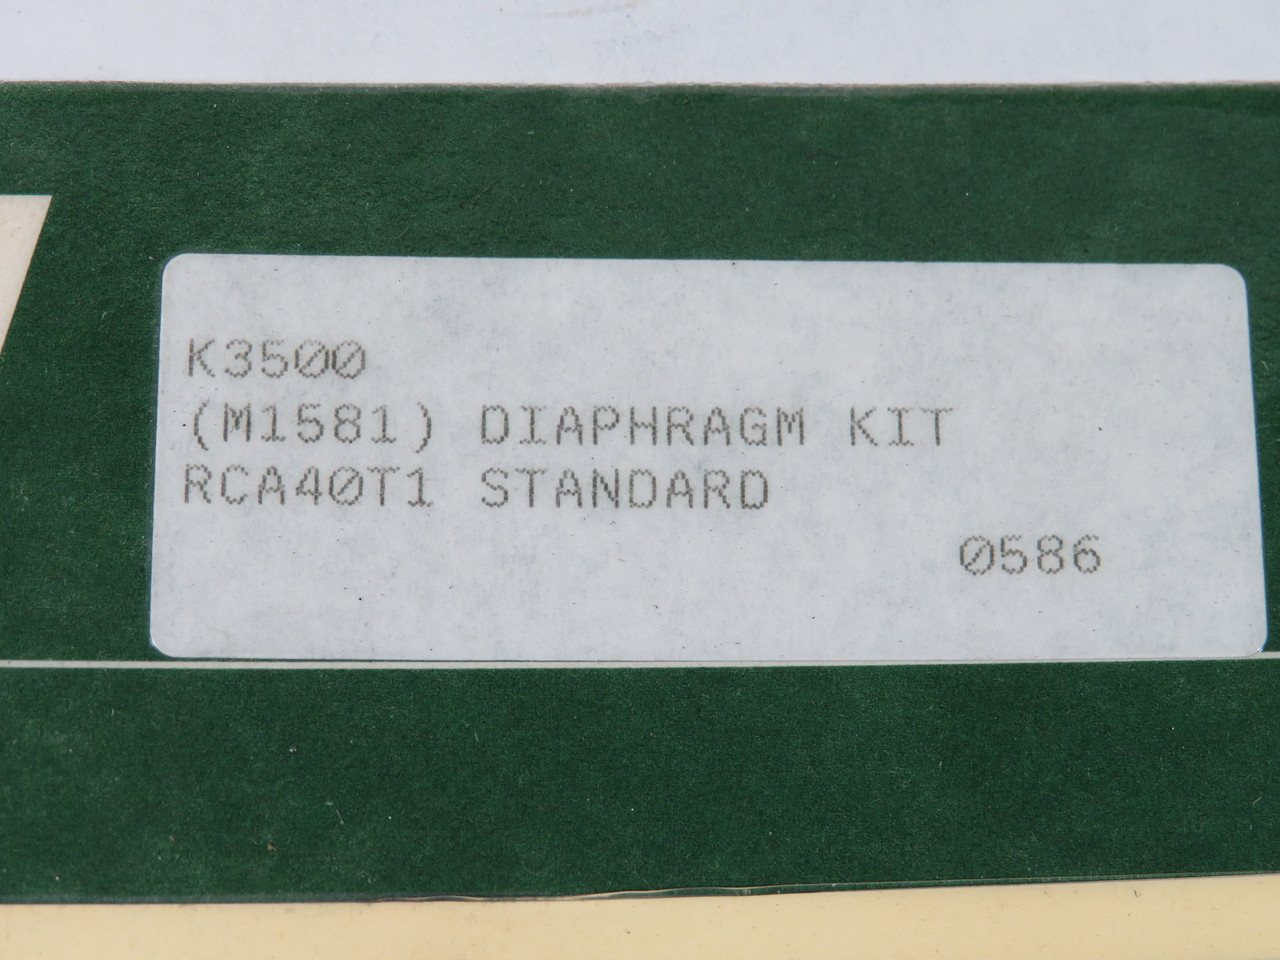 K3500
(M1581) DIAPHRAGM KIT
RCA40T1 STANDARD
0586